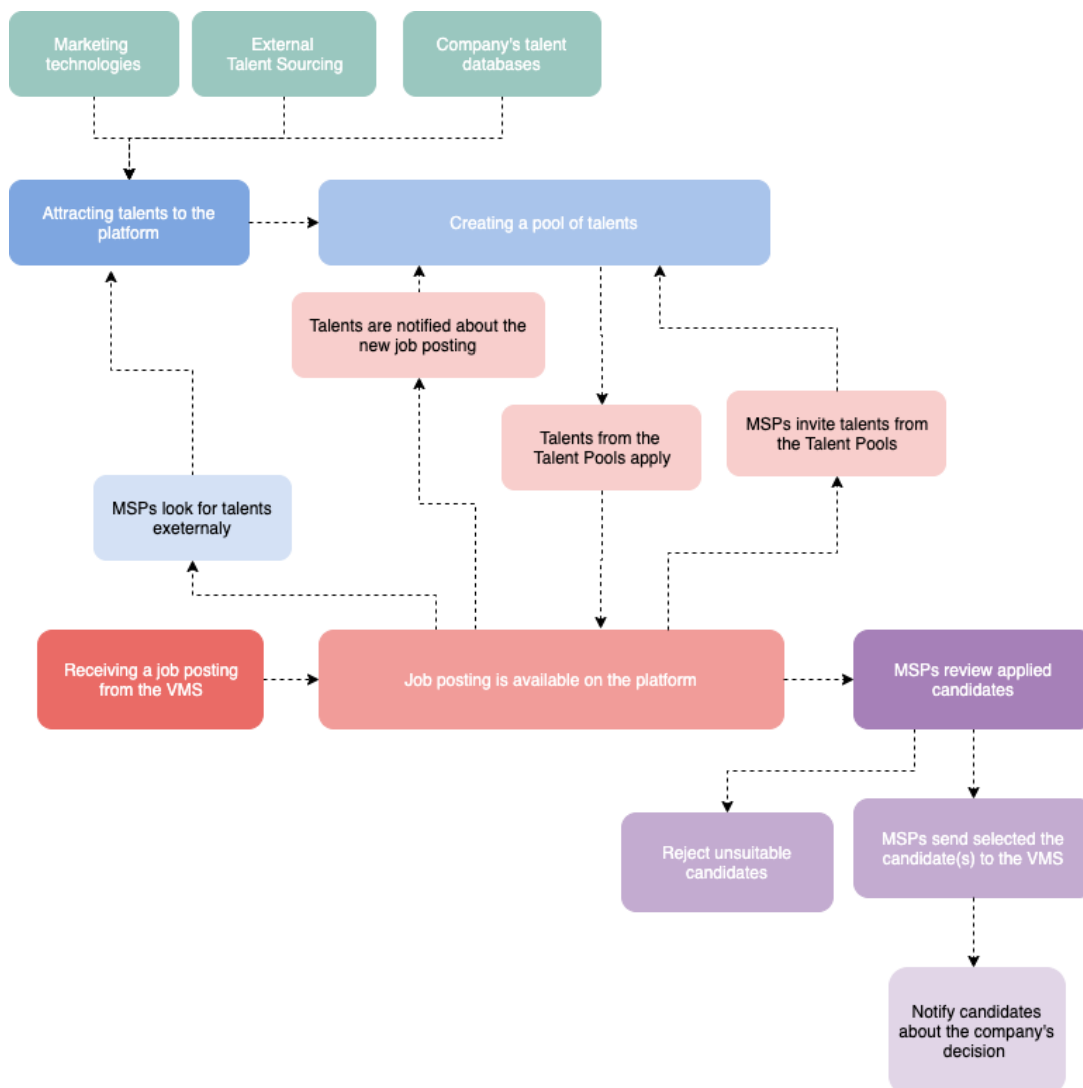 Marketing
technologies
External
Talent Sourcing
Company's talent
databases
Attracting talents to the
platform
Creating a pool of talents
Talents are notified about the
new job posting
Talents from the
Talent Pools apply
MSPs invite talents from
the Talent Pools
MSPs look for talents
exeternaly
Receiving a job posting
from the VMS
Job posting is available on the platform
MSPs review applied
candidates
Reject unsuitable
candidates
MSPs send selected the
candidate(s) to the VMS
Notify candidates
about the company's
decision